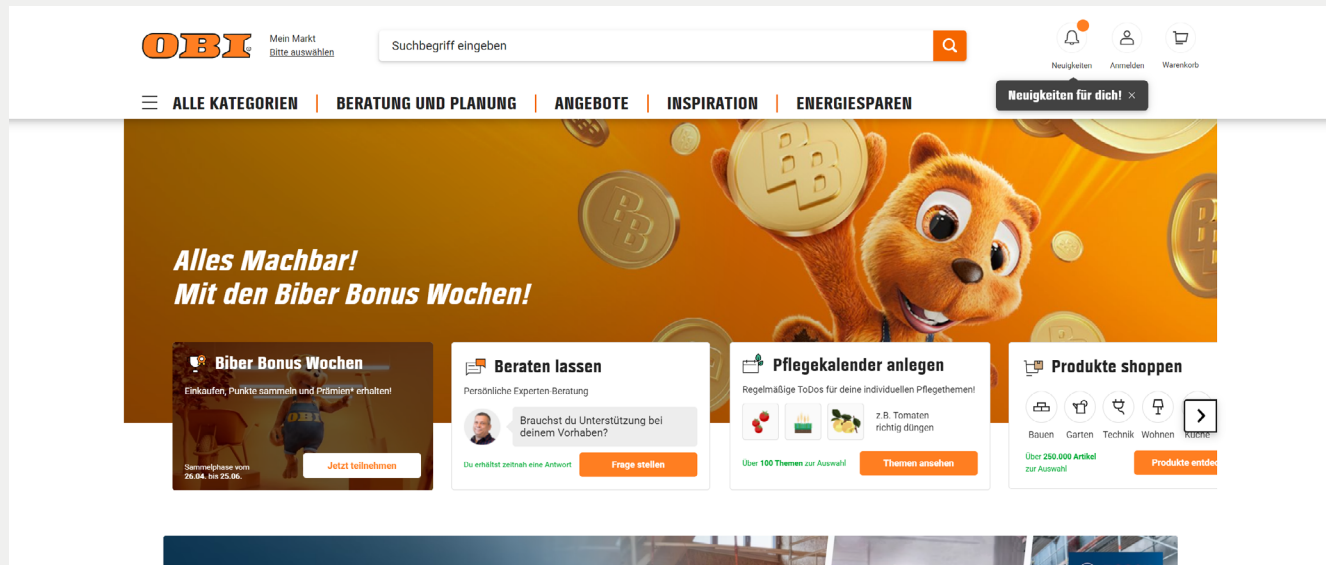 OBI
Mein Markt
Bitte auswählen
Suchbegriff eingeben
Neuigkeiten
Anmelden
Warenkorb
Neuigkeiten für dich! ×
ALLE KATEGORIEN
BERATUNG UND PLANUNG
ANGEBOTE
INSPIRATION
ENERGIESPAREN
BB
BB
BB
Alles Machbar!
Mit den Biber Bonus Wochen!
Biber Bonus Wochen
Einkaufen, Punkte sammeln und Prämien* erhalten!
OBI
Sammelphase vom
26.04. bis 25.06.
Jetzt teilnehmen
Beraten lassen
Persönliche Experten-Beratung
Brauchst du Unterstützung bei
deinem Vorhaben?
Du erhältst zeitnah eine Antwort
Frage stellen
Pflegekalender anlegen
Regelmäßige ToDos für deine individuellen Pflegethemen!
z.B. Tomaten
richtig düngen
Über 100 Themen zur Auswahl
Themen ansehen
Produkte shoppen
Bauen
Garten
Technik
Wohnen
Küche
Über 250.000 Artikel
zur Auswahl
Produkte entdec